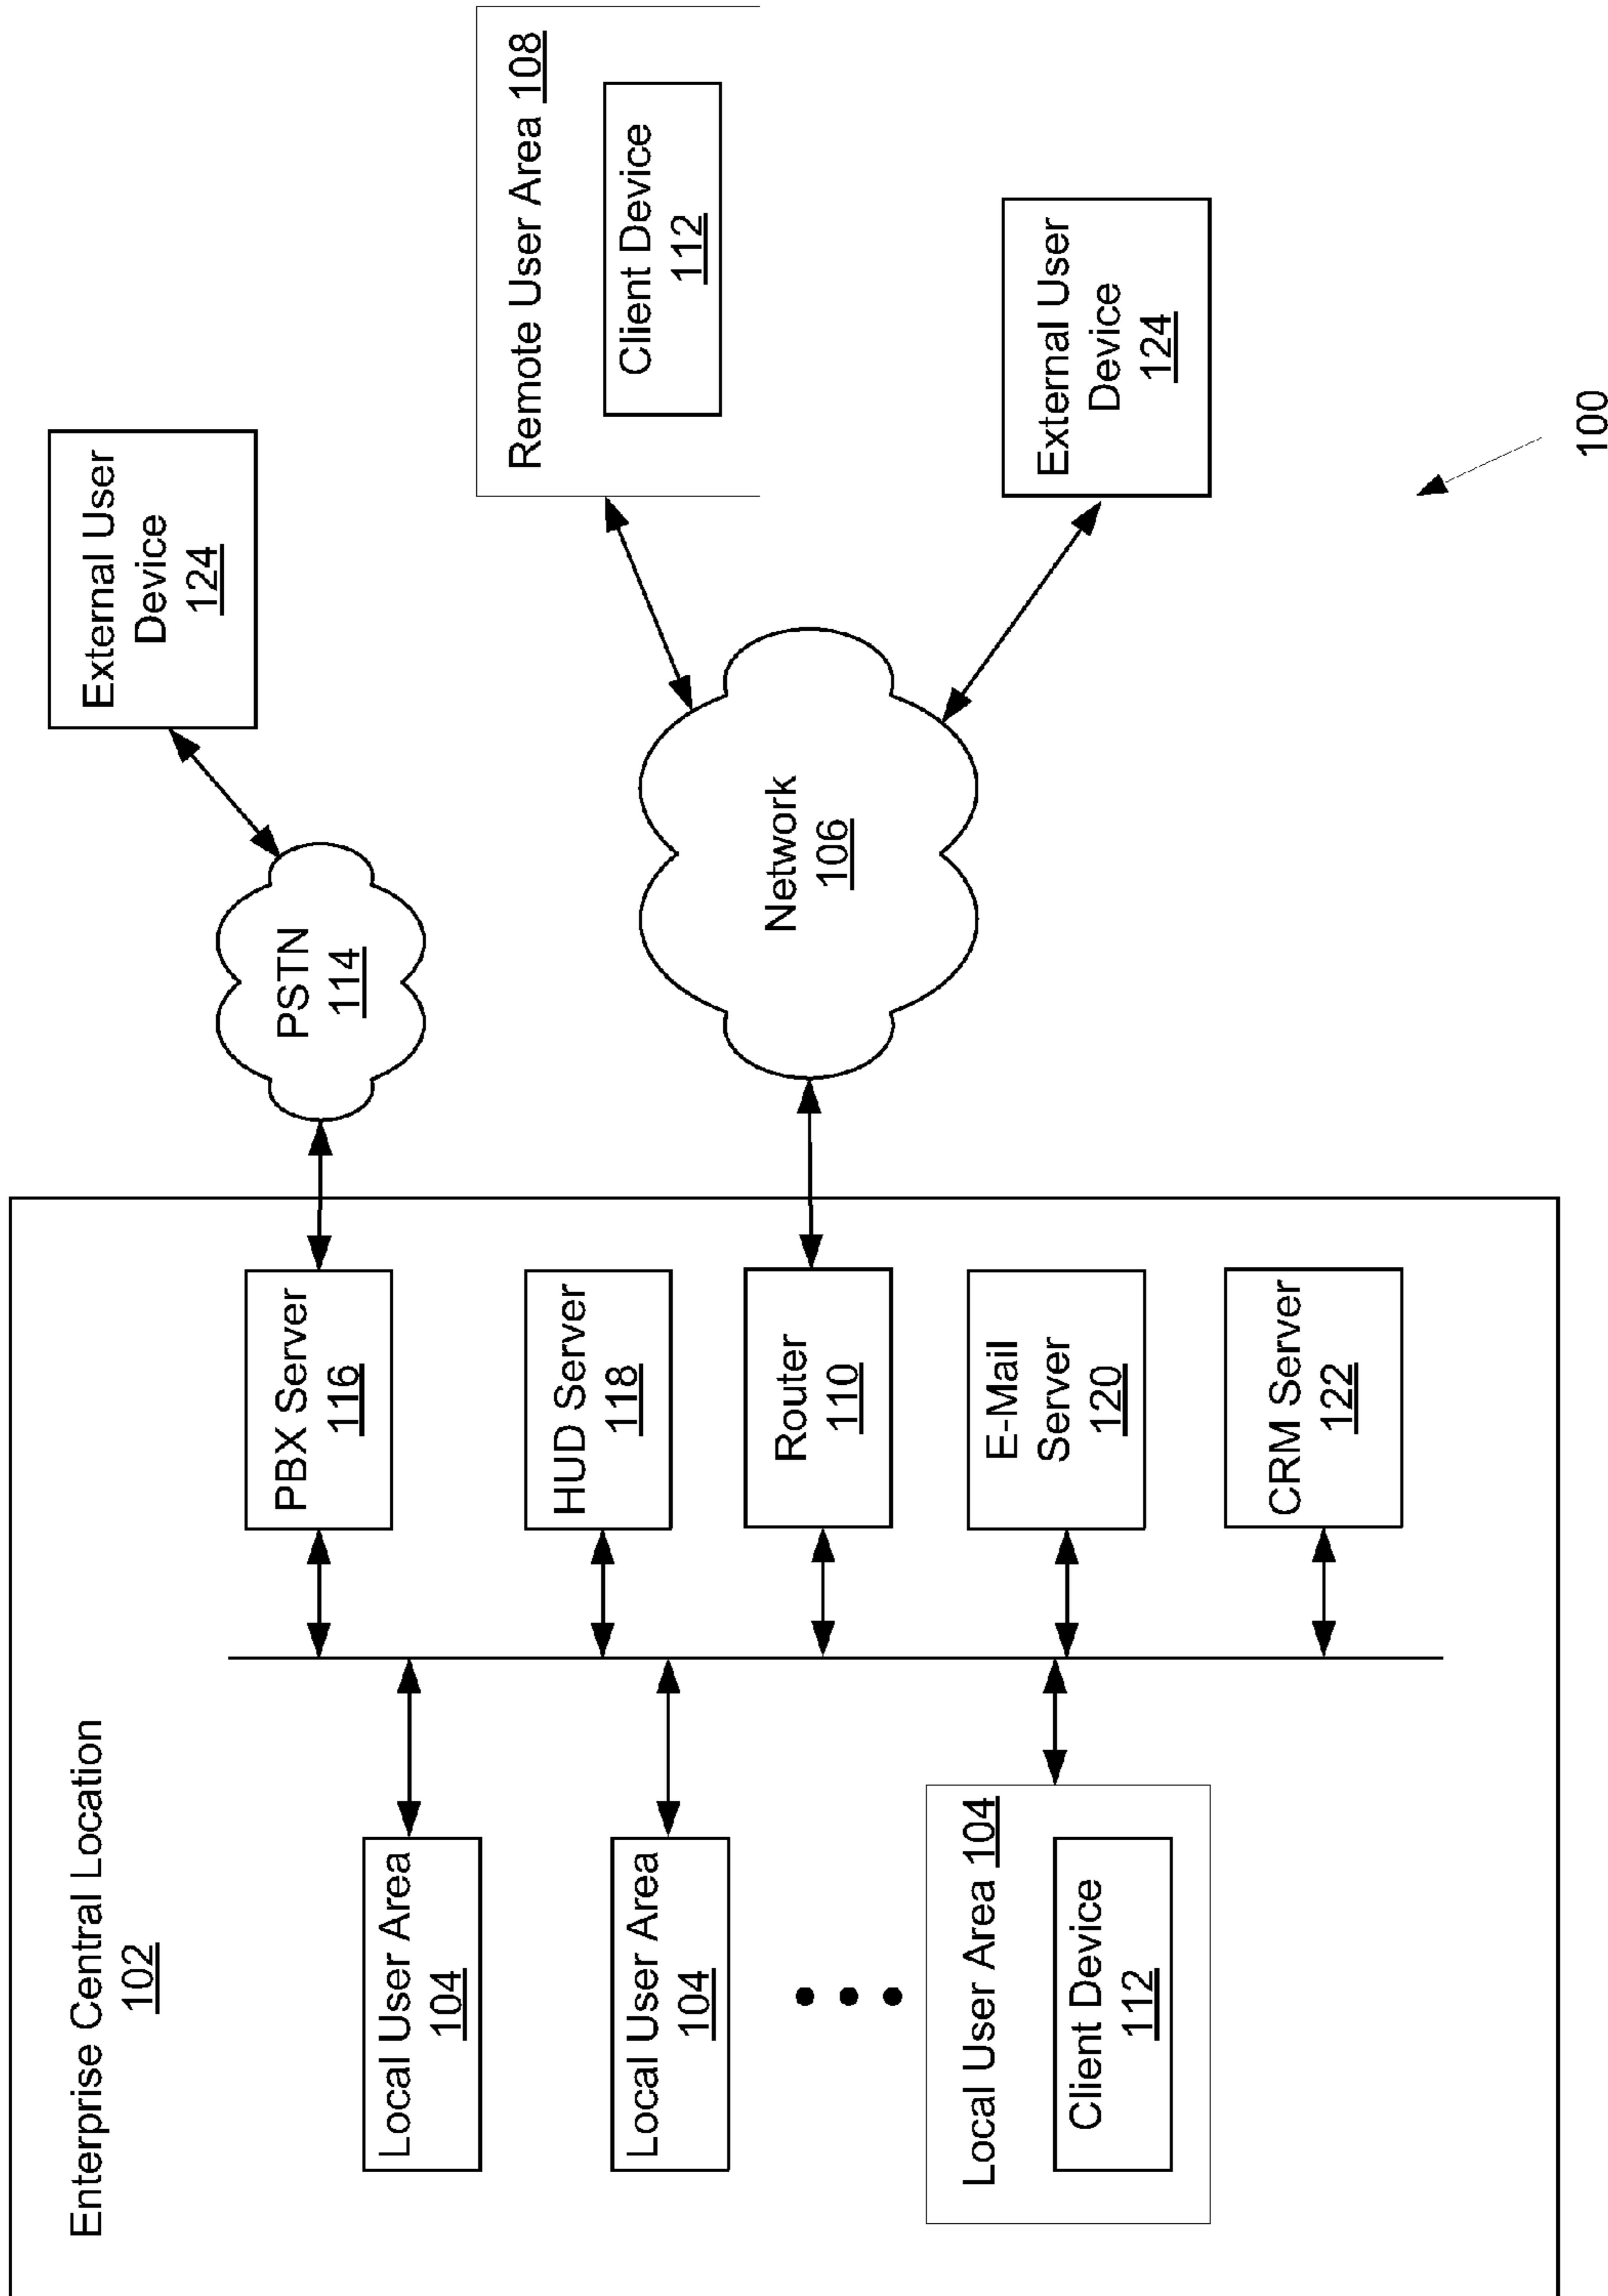 Enterprise Central Location
102
Local User Area
104
Local User Area
104
Local User Area 104
Client Device
112
PBX Server
116
HUD Server
118
Router
110
E-Mail
Server
120
CRM Server
122
PSTN
114
Network
106
External User
Device
124
Remote User Area 108
Client Device
112
External User
Device
124
100